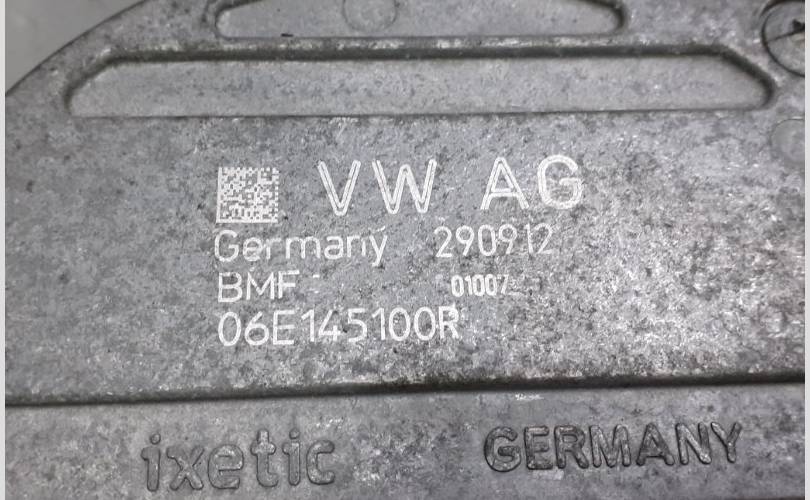 VW AG
Germany 290912
BMF 01007
06E145100R
ixetic GERMANY